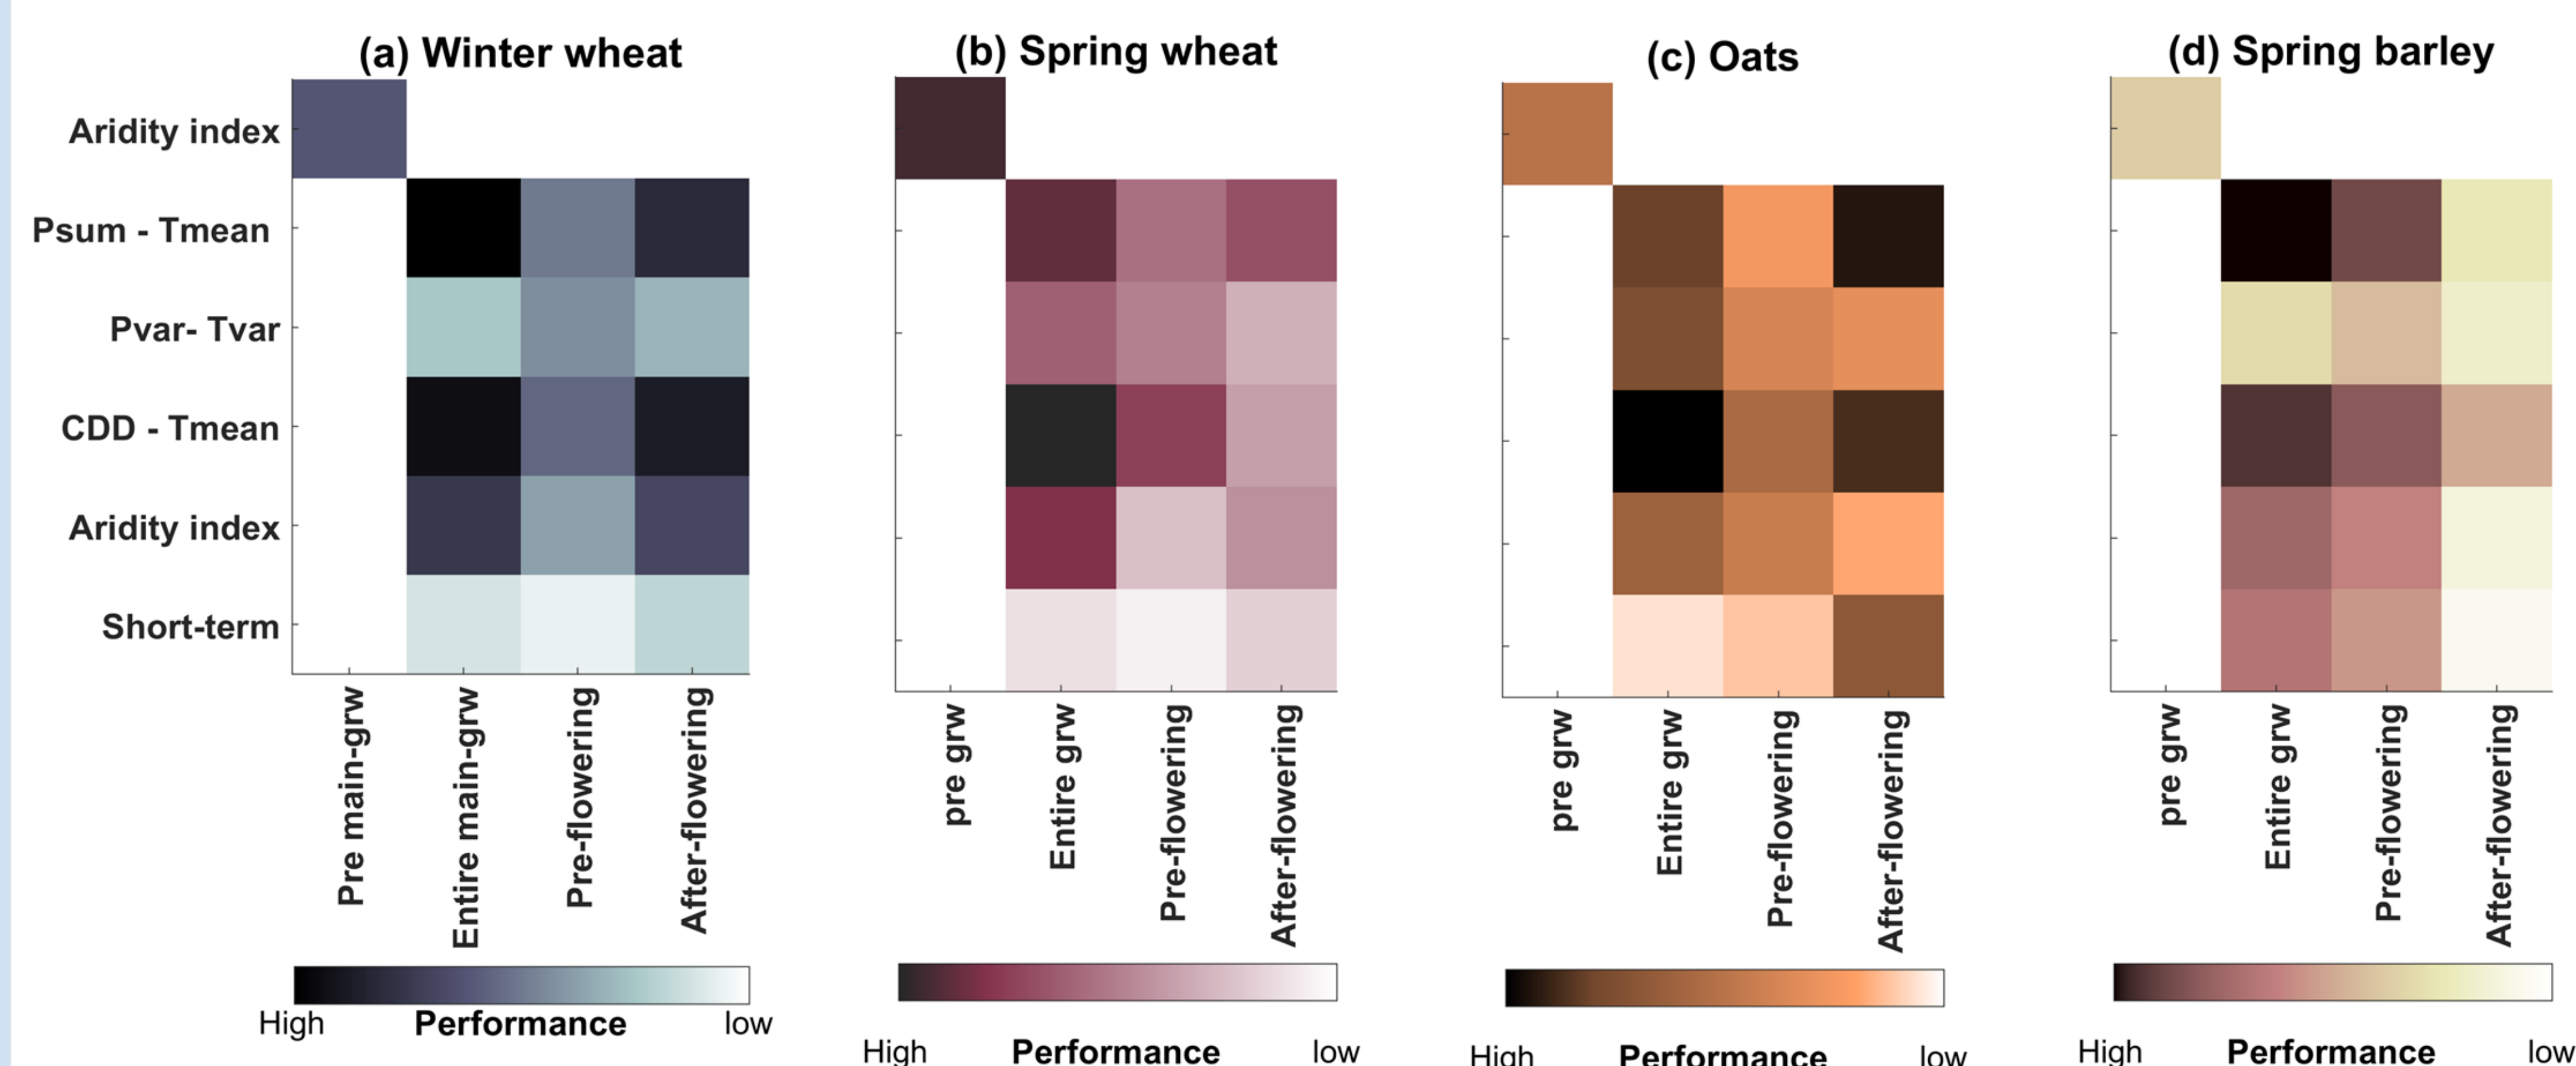 (a) Winter wheat
Aridity index
Psum - Tmean
Pvar- Tvar
CDD - Tmean
Aridity index
Short-term
Pre main-grw
Entire main-grw
Pre-flowering
After-flowering
High Performance low
(b) Spring wheat
pre grw
Entire grw
Pre-flowering
After-flowering
High Performance low
(c) Oats
pre grw
Entire grw
Pre-flowering
After-flowering
High Performance low
(d) Spring barley
pre grw
Entire grw
Pre-flowering
After-flowering
High Performance low